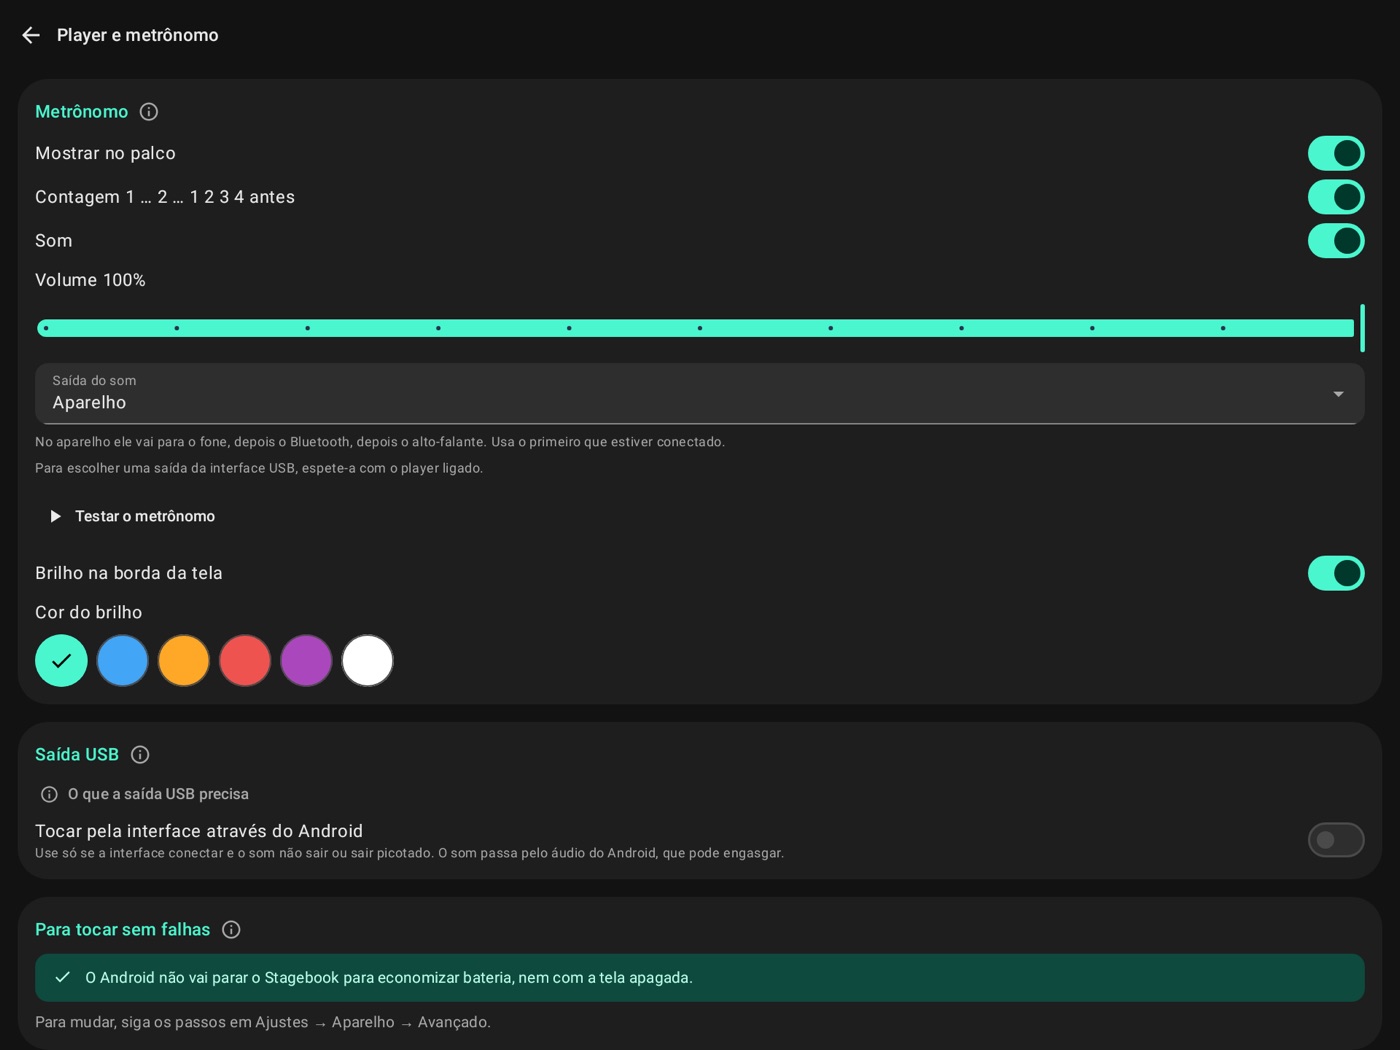 Player e metrônomo
Metrônomo
Mostrar no palco
Contagem 1 … 2 … 1 2 3 4 antes
Som
Volume 100%
Saída do som
Aparelho
No aparelho ele vai para o fone, depois o Bluetooth, depois o alto-falante. Usa o primeiro que estiver conectado.
Para escolher uma saída da interface USB, espete-a com o player ligado.
Testar o metrônomo
Brilho na borda da tela
Cor do brilho
Saída USB
O que a saída USB precisa
Tocar pela interface através do Android
Use só se a interface conectar e o som não sair ou sair picotado. O som passa pelo áudio do Android, que pode engasgar.
Para tocar sem falhas
O Android não vai parar o Stagebook para economizar bateria, nem com a tela apagada.
Para mudar, siga os passos em Ajustes → Aparelho → Avançado.